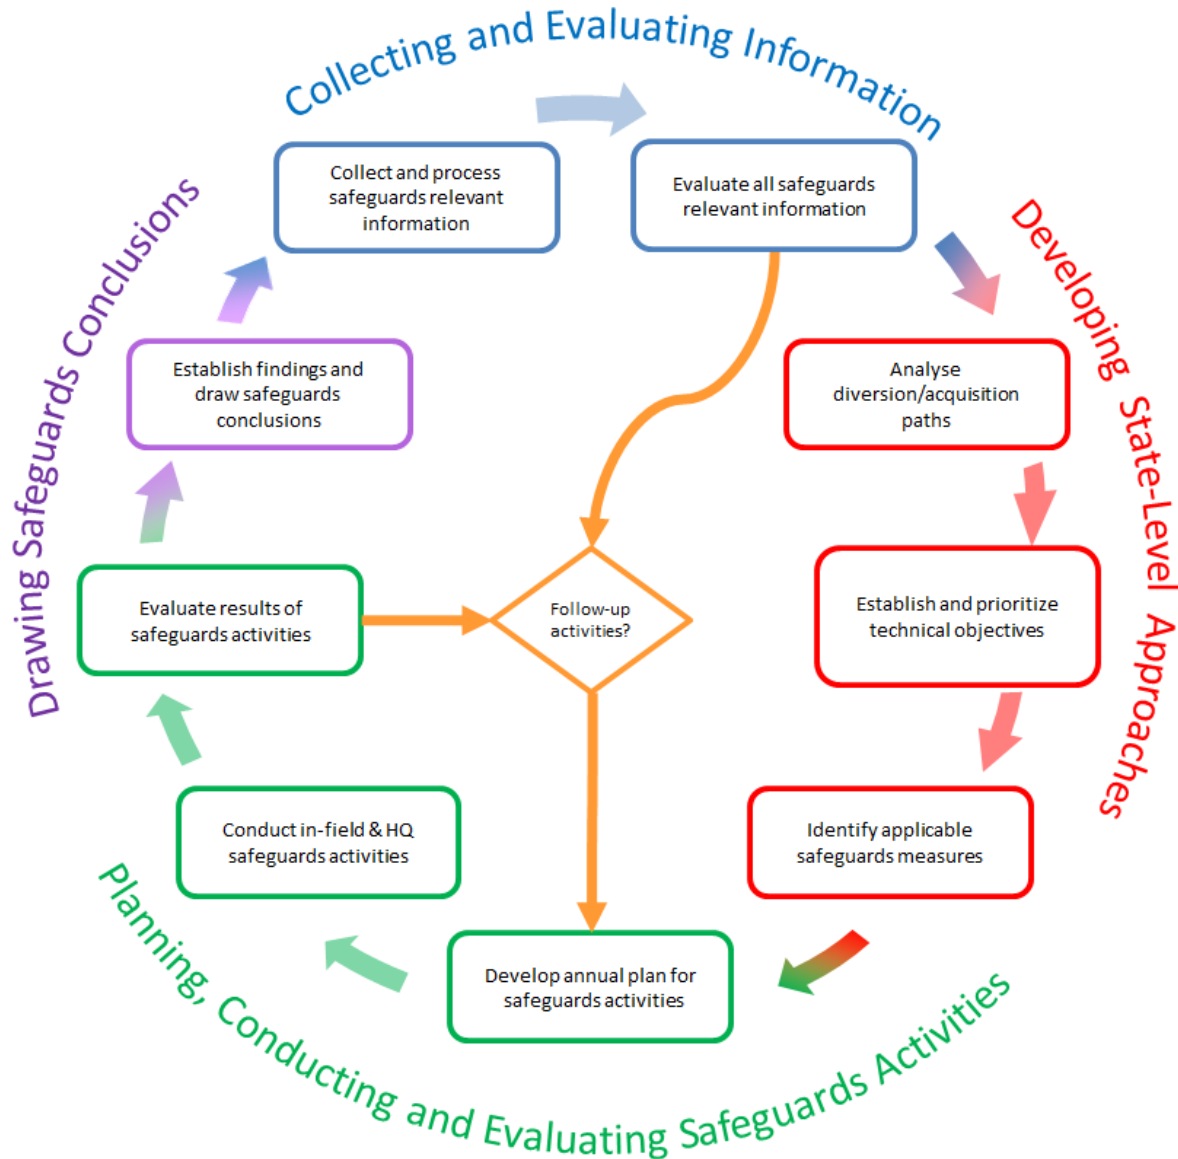 Collecting and Evaluating Information
Collect and process
safeguards relevant
information
Evaluate all safeguards
relevant information
Developing State-Level Approaches
Analyse
diversion/acquisition
paths
Establish and prioritize
technical objectives
Identify applicable
safeguards measures
Planning, Conducting and Evaluating Safeguards Activities
Develop annual plan for
safeguards activities
Conduct in-field & HQ
safeguards activities
Evaluate results of
safeguards activities
Follow-up
activities?
Drawing Safeguards Conclusions
Establish findings and
draw safeguards
conclusions